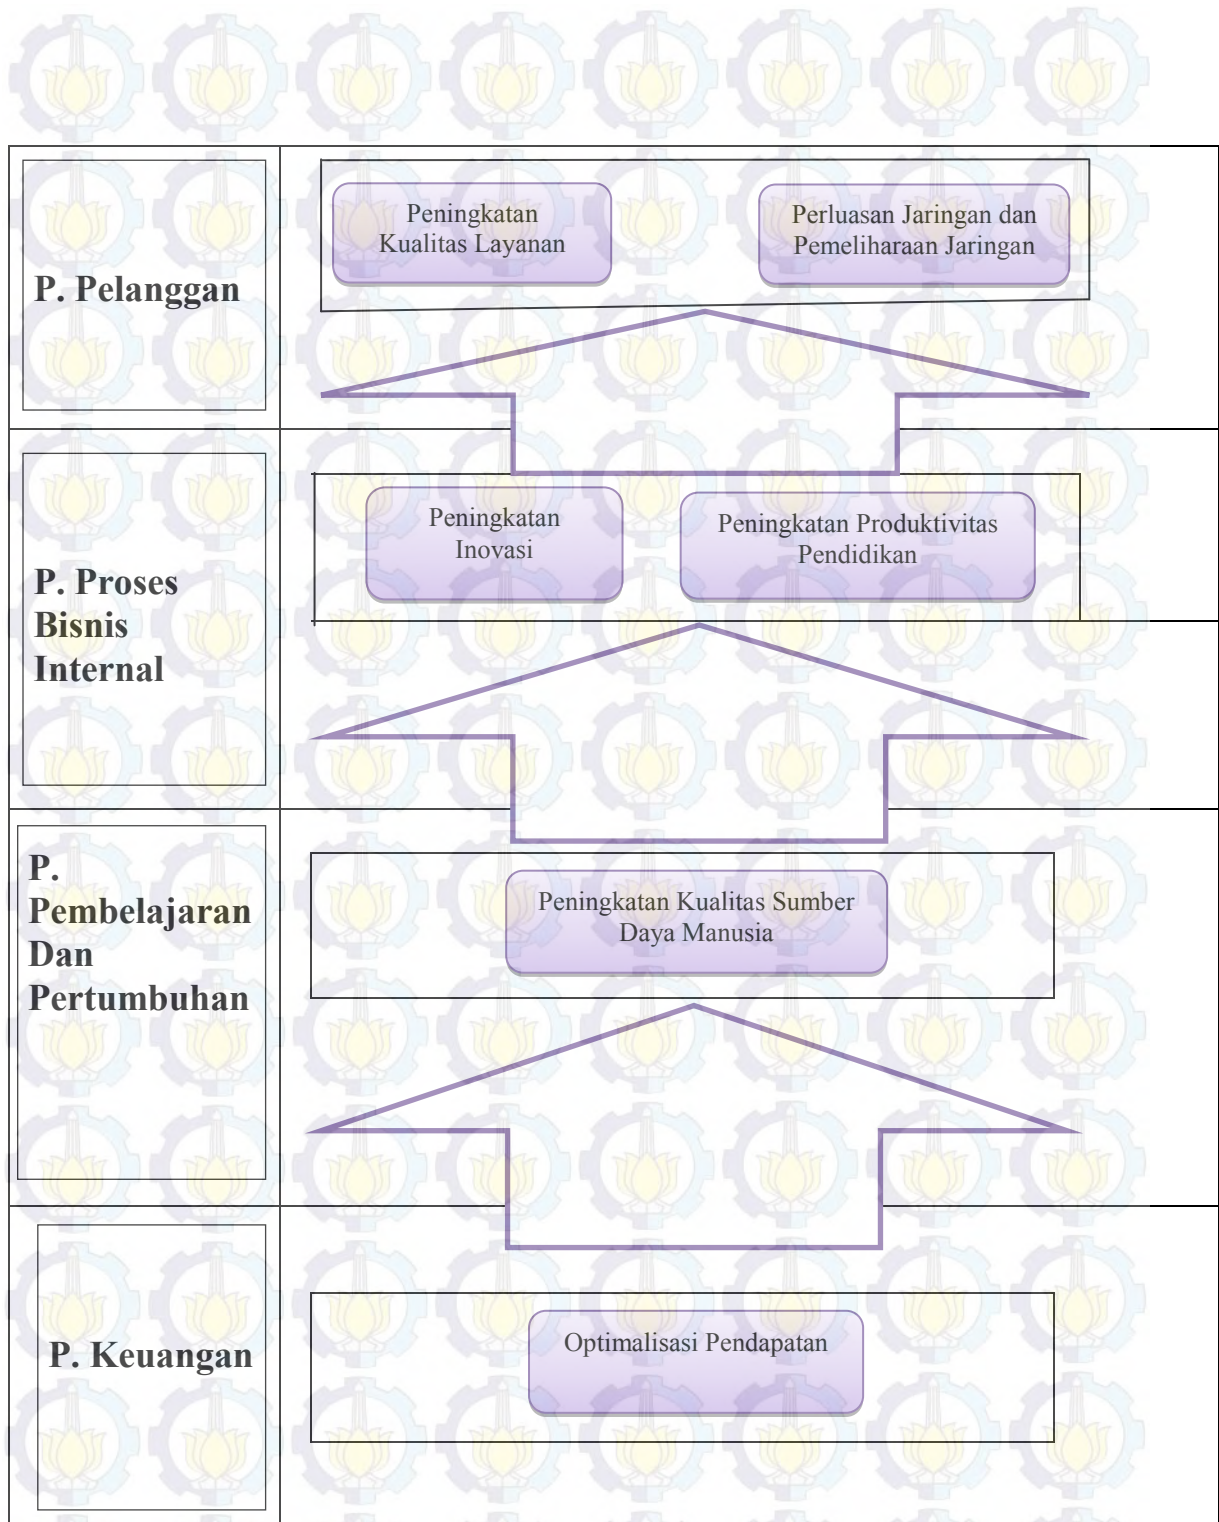 P. Pelanggan
Peningkatan
Kualitas Layanan
Perluasan Jaringan dan
Pemeliharaan Jaringan
P. Proses
Bisnis
Internal
Peningkatan
Inovasi
Peningkatan Produktivitas
Pendidikan
P.
Pembelajaran
Dan
Pertumbuhan
Peningkatan Kualitas Sumber
Daya Manusia
P. Keuangan
Optimalisasi Pendapatan